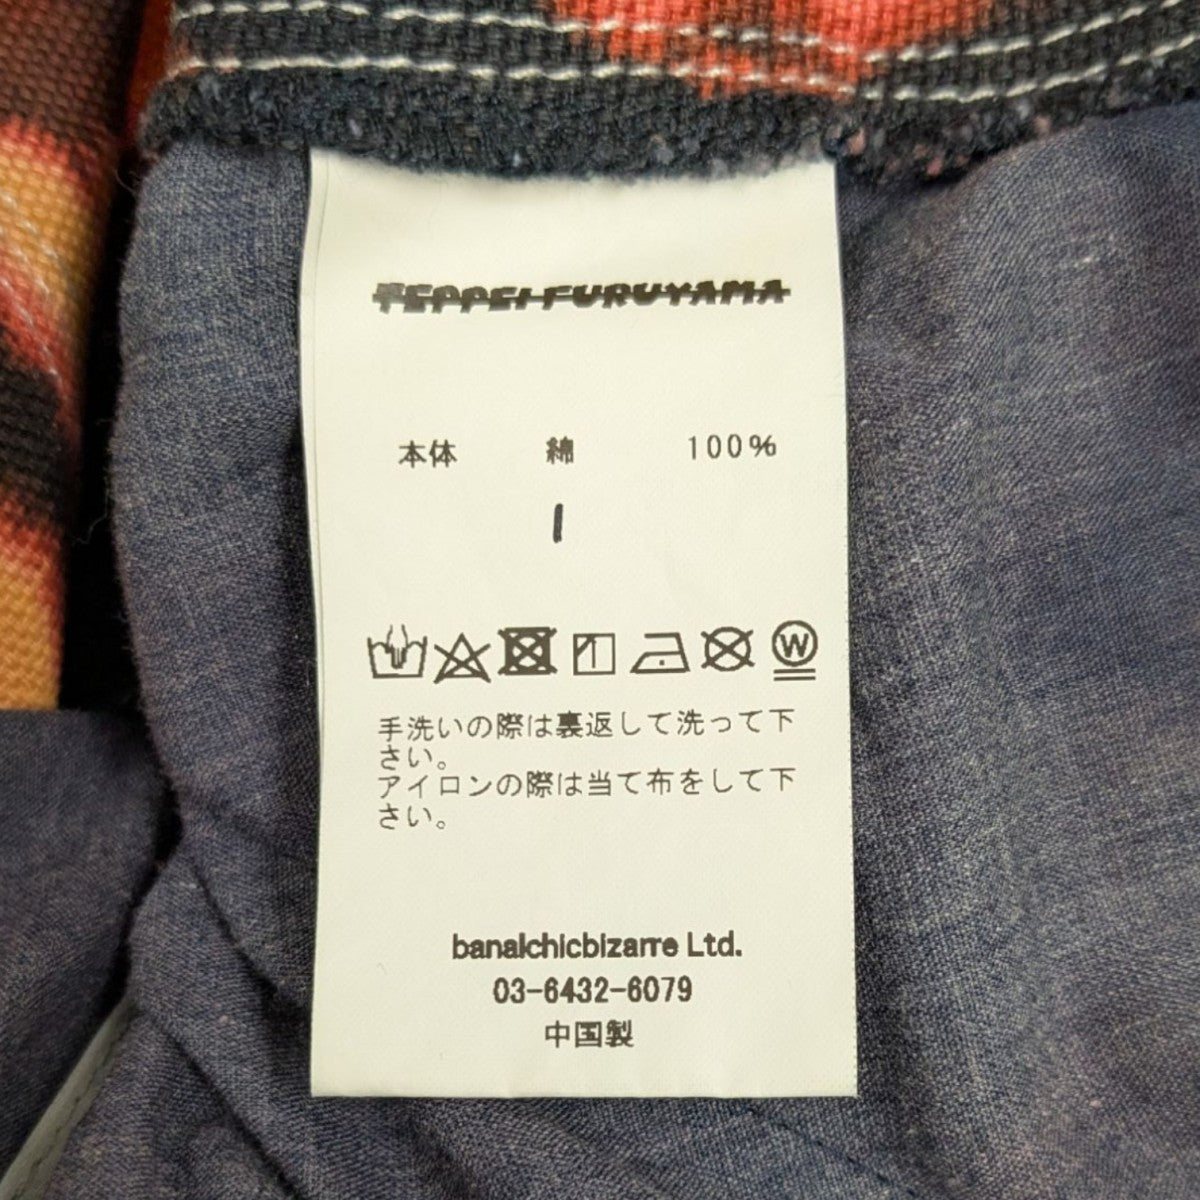 TEPPEI FURUYAMA
本体 綿 100%
1
W
手洗いの際は裏返して洗って下
さい。
アイロンの際は当て布をして下
さい。
banalchicbizarre Ltd.
03-6432-6079
中国製